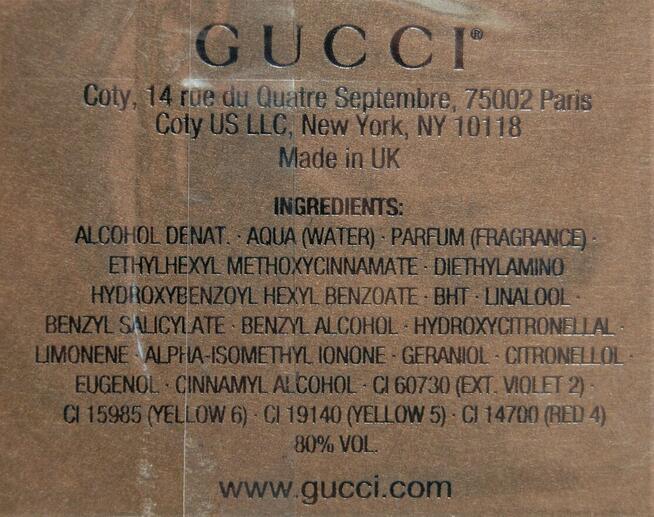 GUCCI®
Coty, 14 rue du Quatre Septembre, 75002 Paris
Coty US LLC, New York, NY 10118
Made in UK
INGREDIENTS:
ALCOHOL DENAT. · AQUA (WATER) · PARFUM (FRAGRANCE) ·
ETHYLHEXYL METHOXYCINNAMATE · DIETHYLAMINO
HYDROXYBENZOYL HEXYL BENZOATE · BHT · LINALOOL ·
BENZYL SALICYLATE · BENZYL ALCOHOL · HYDROXYCITRONELLAL ·
LIMONENE · ALPHA-ISOMETHYL IONONE · GERANIOL · CITRONELLOL ·
EUGENOL · CINNAMYL ALCOHOL · CI 60730 (EXT. VIOLET 2) ·
CI 15985 (YELLOW 6) · CI 19140 (YELLOW 5) · CI 14700 (RED 4)
80% VOL.
www.gucci.com